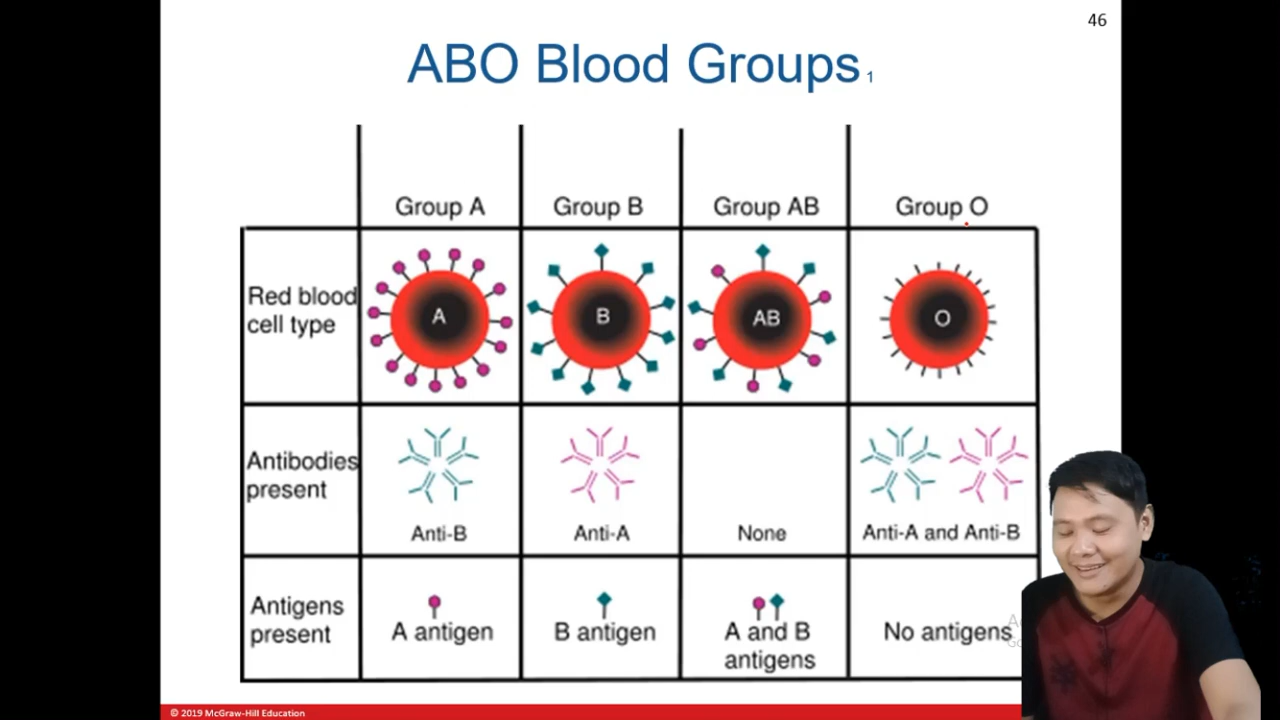 46
ABO Blood Groups 1
Group A
Group B
Group AB
Group O
Red blood
cell type
A
B
AB
O
Antibodies
present
Anti-B
Anti-A
None
Anti-A and Anti-B
Antigens
present
A antigen
B antigen
A and B
antigens
No antigens
© 2019 McGraw-Hill Education